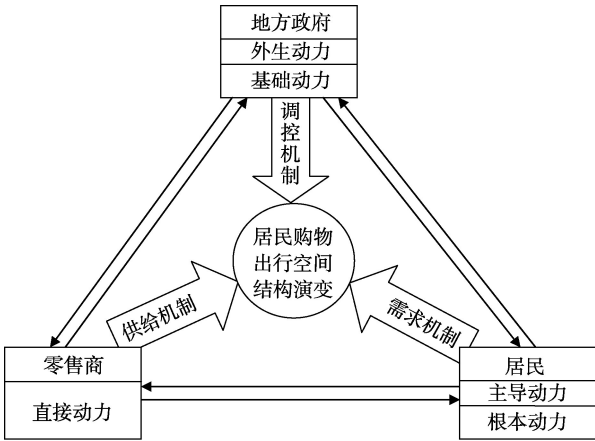 地方政府
外生动力
基础动力
调控机制
居民购物
出行空间
结构演变
供给机制
需求机制
零售商
直接动力
居民
主导动力
根本动力